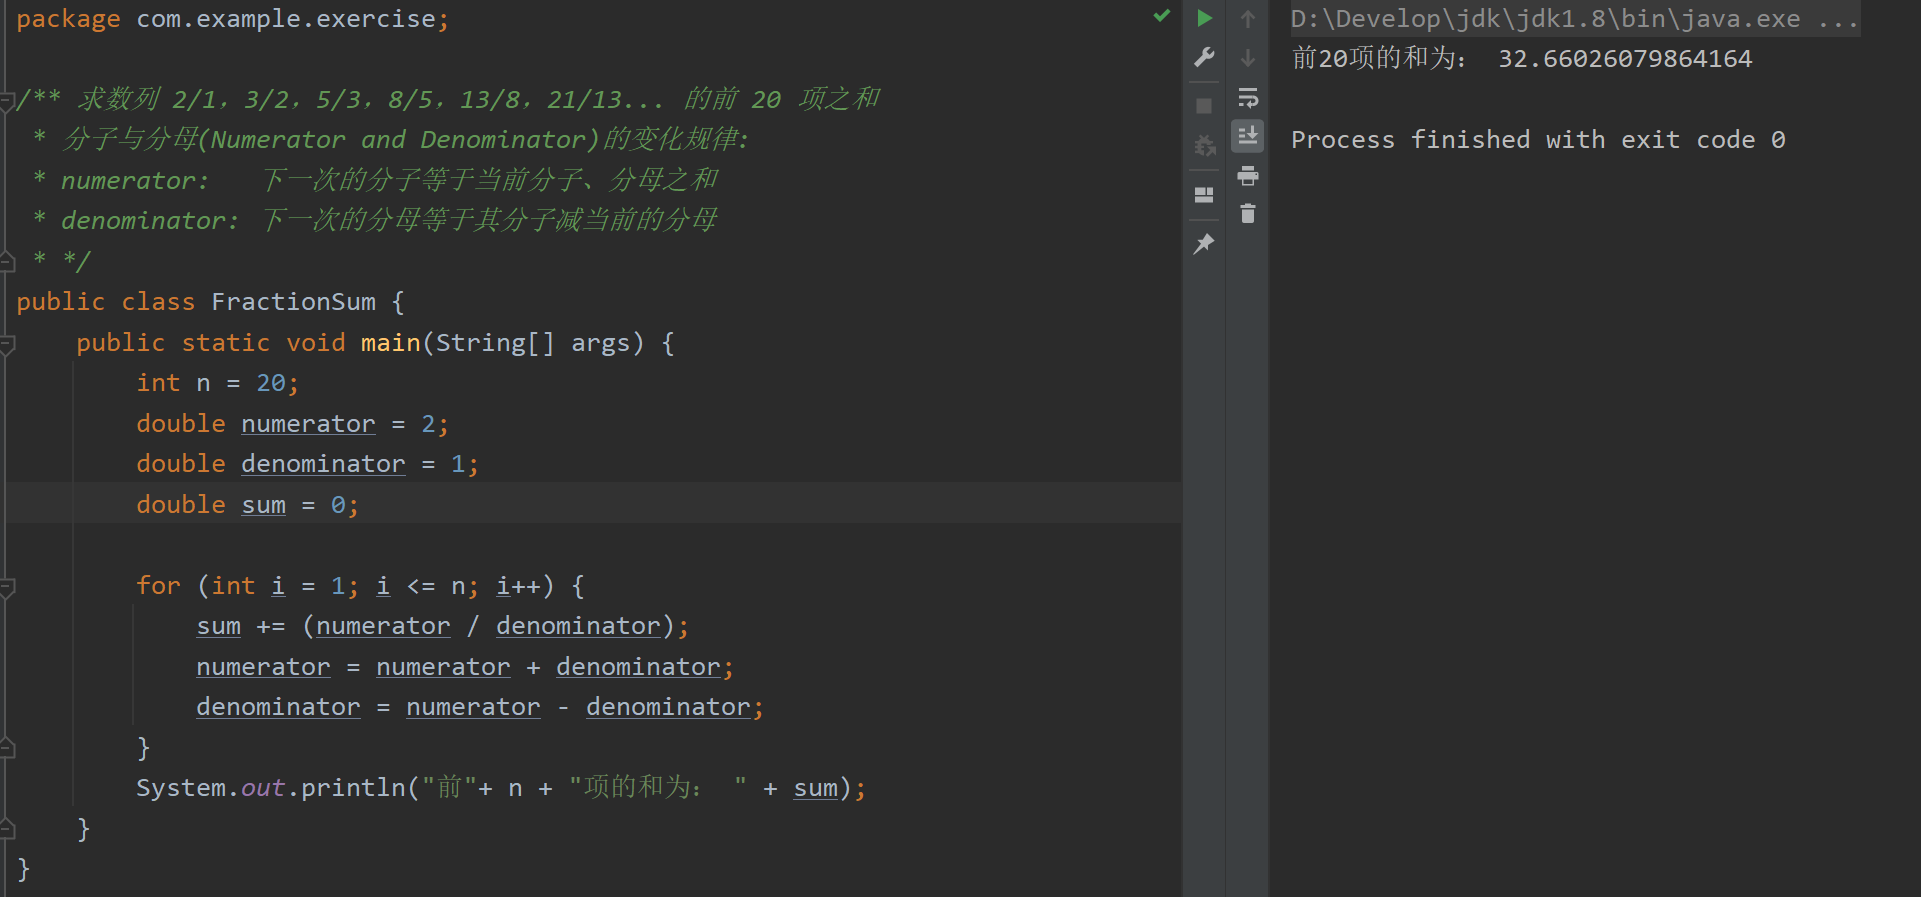 package com.example.exercise;
/** 求数列 2/1，3/2，5/3，8/5，13/8，21/13... 的前 20 项之和
 * 分子与分母(Numerator and Denominator)的变化规律:
 * numerator:   下一次的分子等于当前分子、分母之和
 * denominator: 下一次的分母等于其分子减当前的分母
 * */
public class FractionSum {
    public static void main(String[] args) {
        int n = 20;
        double numerator = 2;
        double denominator = 1;
        double sum = 0;
        for (int i = 1; i <= n; i++) {
            sum += (numerator / denominator);
            numerator = numerator + denominator;
            denominator = numerator - denominator;
        }
        System.out.println("前"+ n + "项的和为： " + sum);
    }
}
D:\Develop\jdk\jdk1.8\bin\java.exe ...
前20项的和为： 32.66026079864164
Process finished with exit code 0